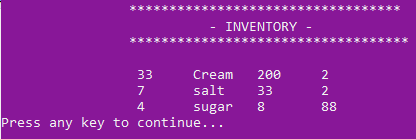 **********************************
- INVENTORY -
***********************************
33 Cream 200 2
7 salt 33 2
4 sugar 8 88
Press any key to continue...